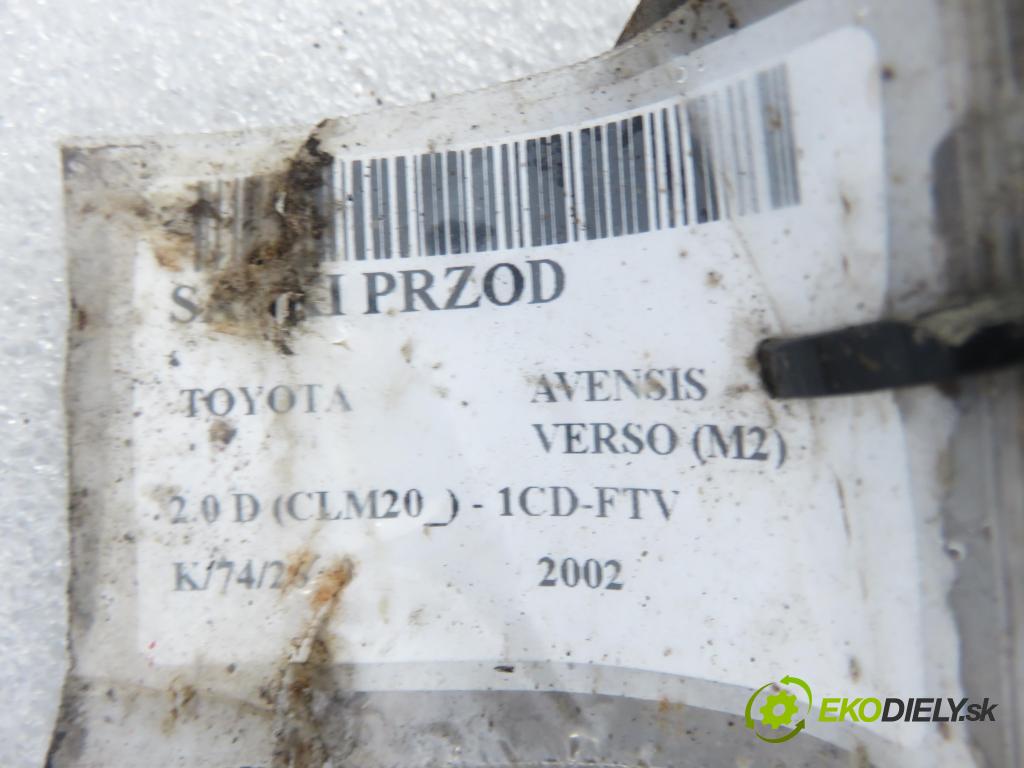 PRZOD
TOYOTA AVENSIS
VERSO (M2)
2.0 D (CLM20_) - 1CD-FTV
2002
EKODIELY.sk